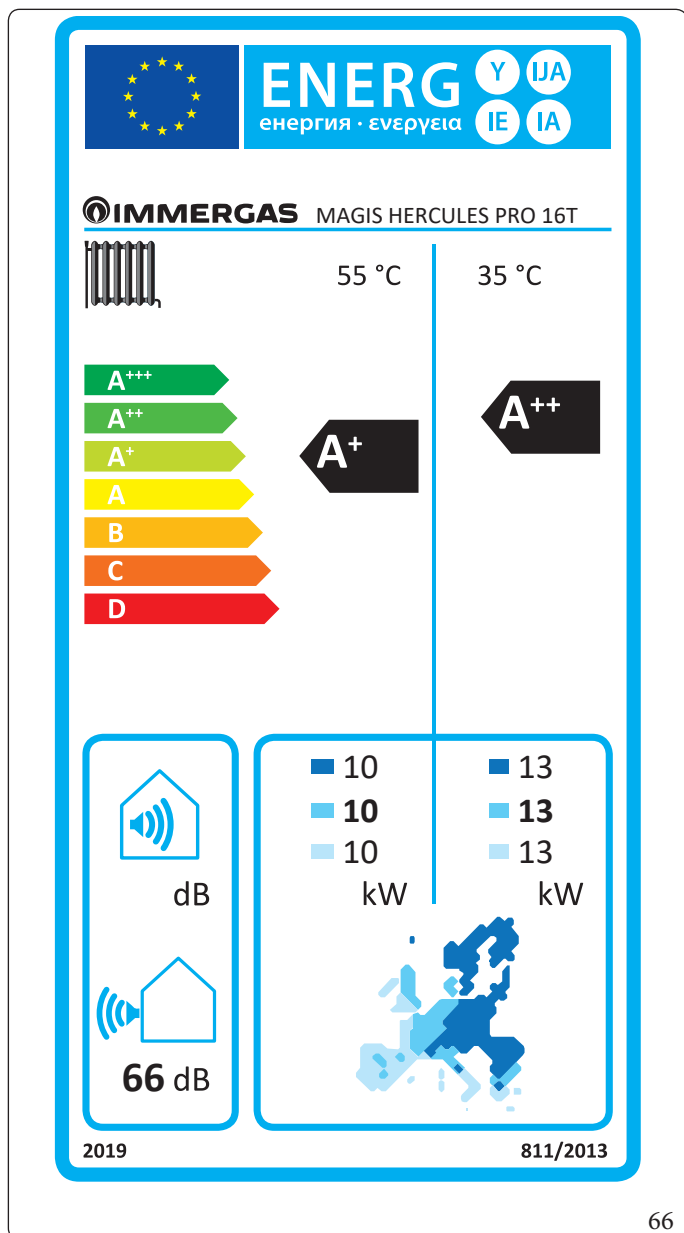 ENERG Y IJA
енергия · ενεργεια IE IA
IMMERGAS MAGIS HERCULES PRO 16T
55 °C 35 °C
A+++
A++
A+
A
B
C
D
A+
A++
10 13
10 13
10 13
kW kW
dB
66 dB
2019 811/2013
66